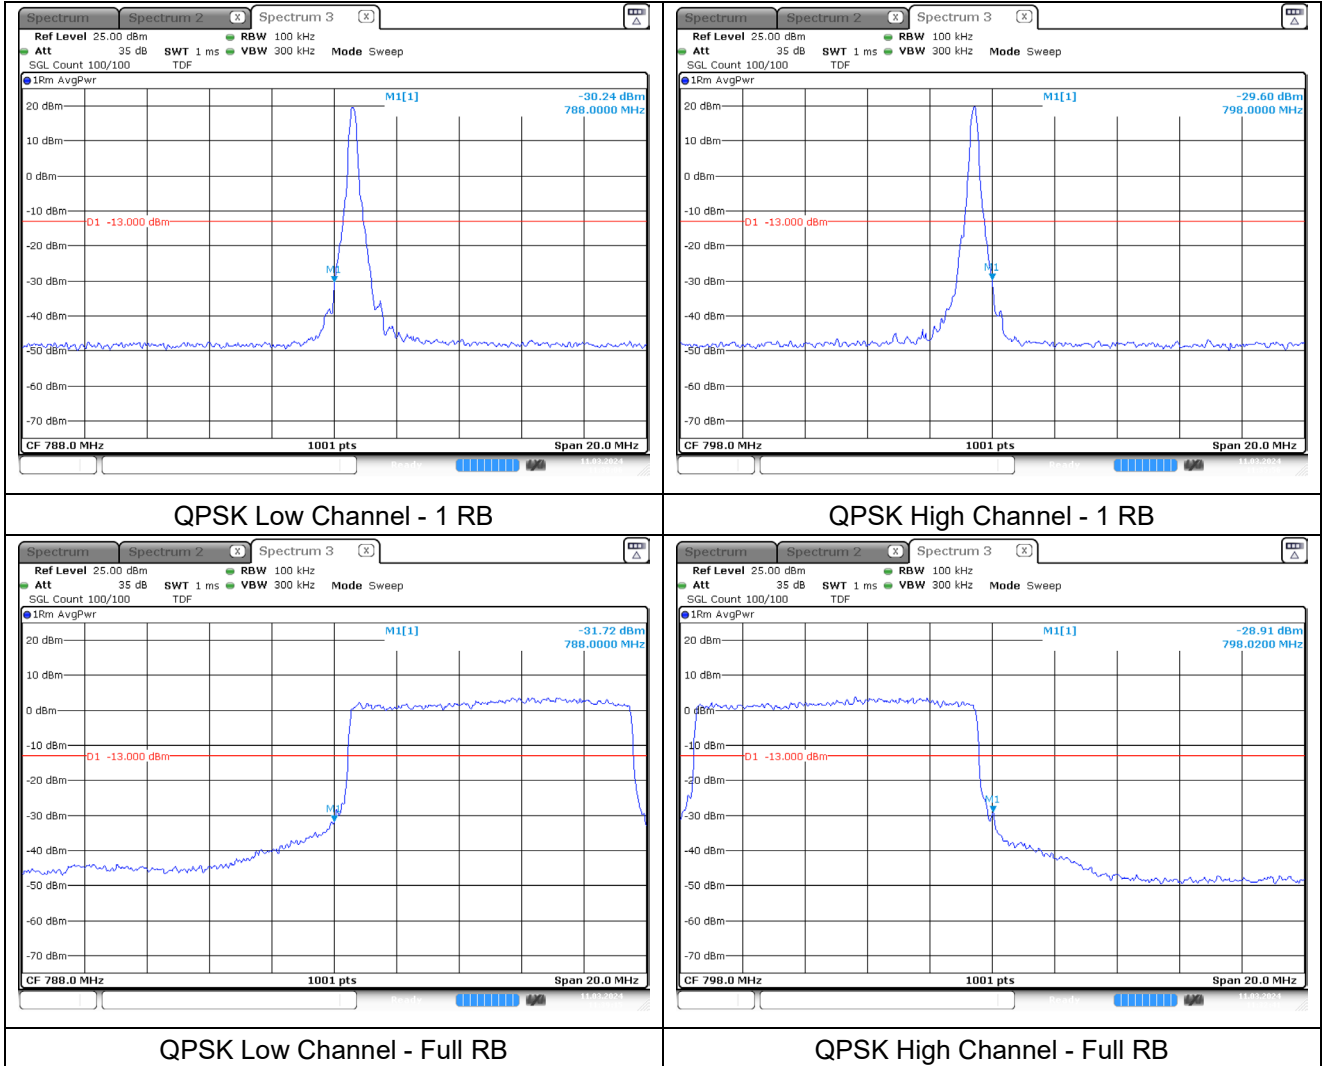 Spectrum Spectrum 2 X Spectrum 3 X
Ref Level 25.00 dBm RBW 100 kHz
Att 35 dB SWT 1 ms VBW 300 kHz Mode Sweep
SGL Count 100/100 TDF
1Rm AvgPwr
M1[1] -30.24 dBm
788.0000 MHz
20 dBm
10 dBm
0 dBm
-10 dBm
D1 -13.000 dBm
-20 dBm
M1
-30 dBm
-40 dBm
-50 dBm
-60 dBm
-70 dBm
CF 788.0 MHz 1001 pts Span 20.0 MHz
Ready 11.03.2024
QPSK Low Channel - 1 RB
Spectrum Spectrum 2 X Spectrum 3 X
Ref Level 25.00 dBm RBW 100 kHz
Att 35 dB SWT 1 ms VBW 300 kHz Mode Sweep
SGL Count 100/100 TDF
1Rm AvgPwr
M1[1] -29.60 dBm
798.0000 MHz
20 dBm
10 dBm
0 dBm
-10 dBm
D1 -13.000 dBm
-20 dBm
M1
-30 dBm
-40 dBm
-50 dBm
-60 dBm
-70 dBm
CF 798.0 MHz 1001 pts Span 20.0 MHz
Ready 11.03.2024
QPSK High Channel - 1 RB
Spectrum Spectrum 2 X Spectrum 3 X
Ref Level 25.00 dBm RBW 100 kHz
Att 35 dB SWT 1 ms VBW 300 kHz Mode Sweep
SGL Count 100/100 TDF
1Rm AvgPwr
M1[1] -31.72 dBm
788.0000 MHz
20 dBm
10 dBm
0 dBm
-10 dBm
D1 -13.000 dBm
-20 dBm
M1
-30 dBm
-40 dBm
-50 dBm
-60 dBm
-70 dBm
CF 788.0 MHz 1001 pts Span 20.0 MHz
Ready 11.03.2024
QPSK Low Channel - Full RB
Spectrum Spectrum 2 X Spectrum 3 X
Ref Level 25.00 dBm RBW 100 kHz
Att 35 dB SWT 1 ms VBW 300 kHz Mode Sweep
SGL Count 100/100 TDF
1Rm AvgPwr
M1[1] -28.91 dBm
798.0200 MHz
20 dBm
10 dBm
0 dBm
-10 dBm
D1 -13.000 dBm
-20 dBm
M1
-30 dBm
-40 dBm
-50 dBm
-60 dBm
-70 dBm
CF 798.0 MHz 1001 pts Span 20.0 MHz
Ready 11.03.2024
QPSK High Channel - Full RB